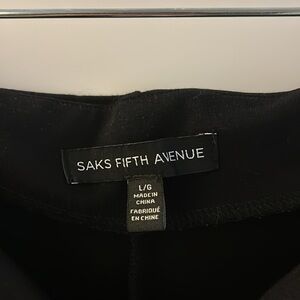 SAKS FIFTH AVENUE
L/G
MADE IN
CHINA
FABRIQUÉ
EN CHINE